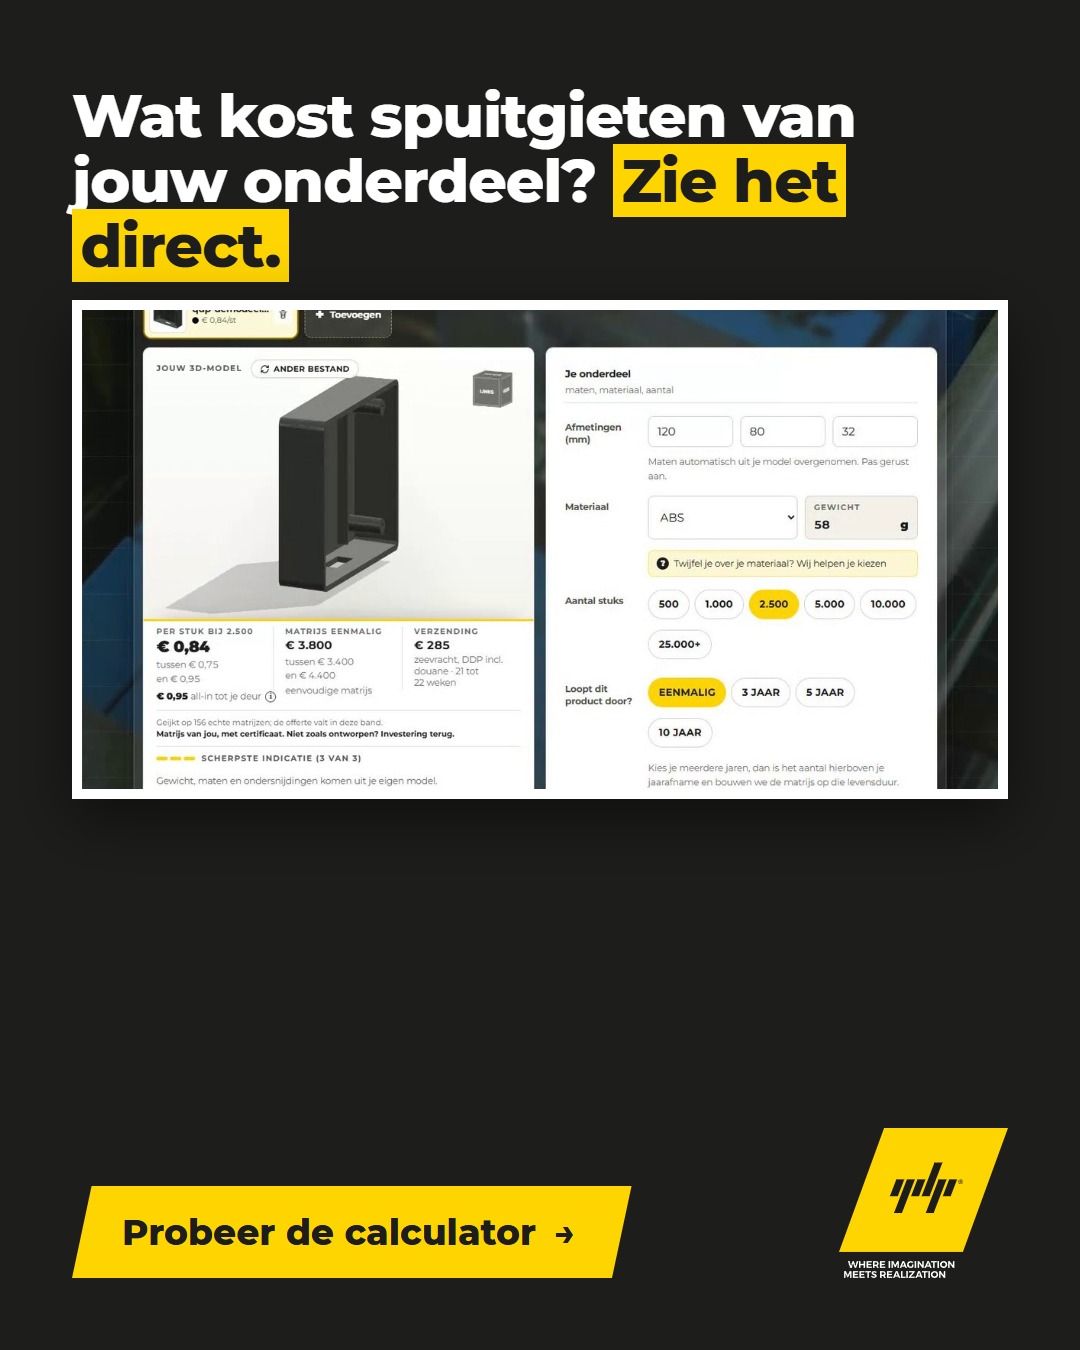 Wat kost spuitgieten van
jouw onderdeel? Zie het
direct.
€ 0,84/st
Toevoegen
JOUW 3D-MODEL
ANDER BESTAND
LINKS
Je onderdeel
maten, materiaal, aantal
Afmetingen
(mm)
120
80
32
Maten automatisch uit je model overgenomen. Pas gerust
aan.
Materiaal
ABS
GEWICHT
58
g
Twijfel je over je materiaal? Wij helpen je kiezen
Aantal stuks
500
1.000
2.500
5.000
10.000
25.000+
Loopt dit
product door?
EENMALIG
3 JAAR
5 JAAR
10 JAAR
Kies je meerdere jaren, dan is het aantal hierboven je
jaarafname en bouwen we de matrijs op die levensduur.
PER STUK BIJ 2.500
€ 0,84
tussen € 0,75
en € 0,95
€ 0,95 all-in tot je deur
MATRIJS EENMALIG
€ 3.800
tussen € 3.400
en € 4.400
eenvoudige matrijs
VERZENDING
€ 285
zeevracht, DDP incl.
douane · 21 tot
22 weken
Geijkt op 156 echte matrijzen; de offerte valt in deze band.
Matrijs van jou, met certificaat. Niet zoals ontworpen? Investering terug.
SCHERPSTE INDICATIE (3 VAN 3)
Gewicht, maten en ondersnijdingen komen uit je eigen model.
Probeer de calculator →
qdp®
WHERE IMAGINATION
MEETS REALIZATION